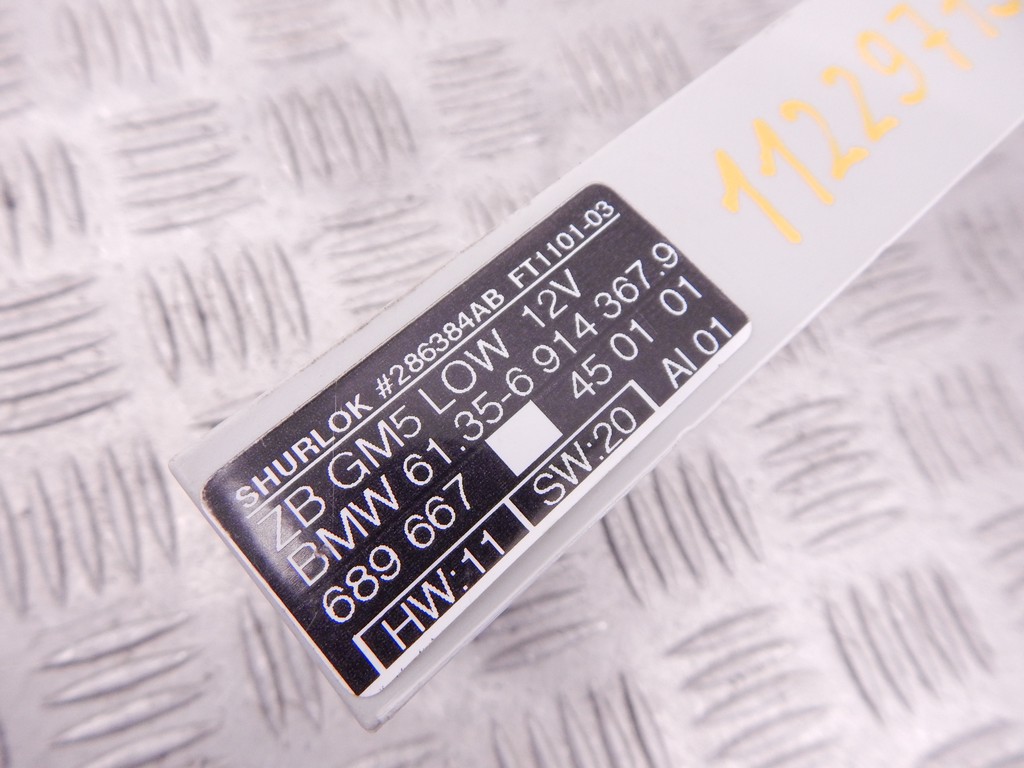 SHURLOK #286384AB FT1101-03
ZB GM5 LOW 12V
BMW 61.35-6 914 367.9
689 667 45 01 01
HW:11 SW:20 AI 01
1122971